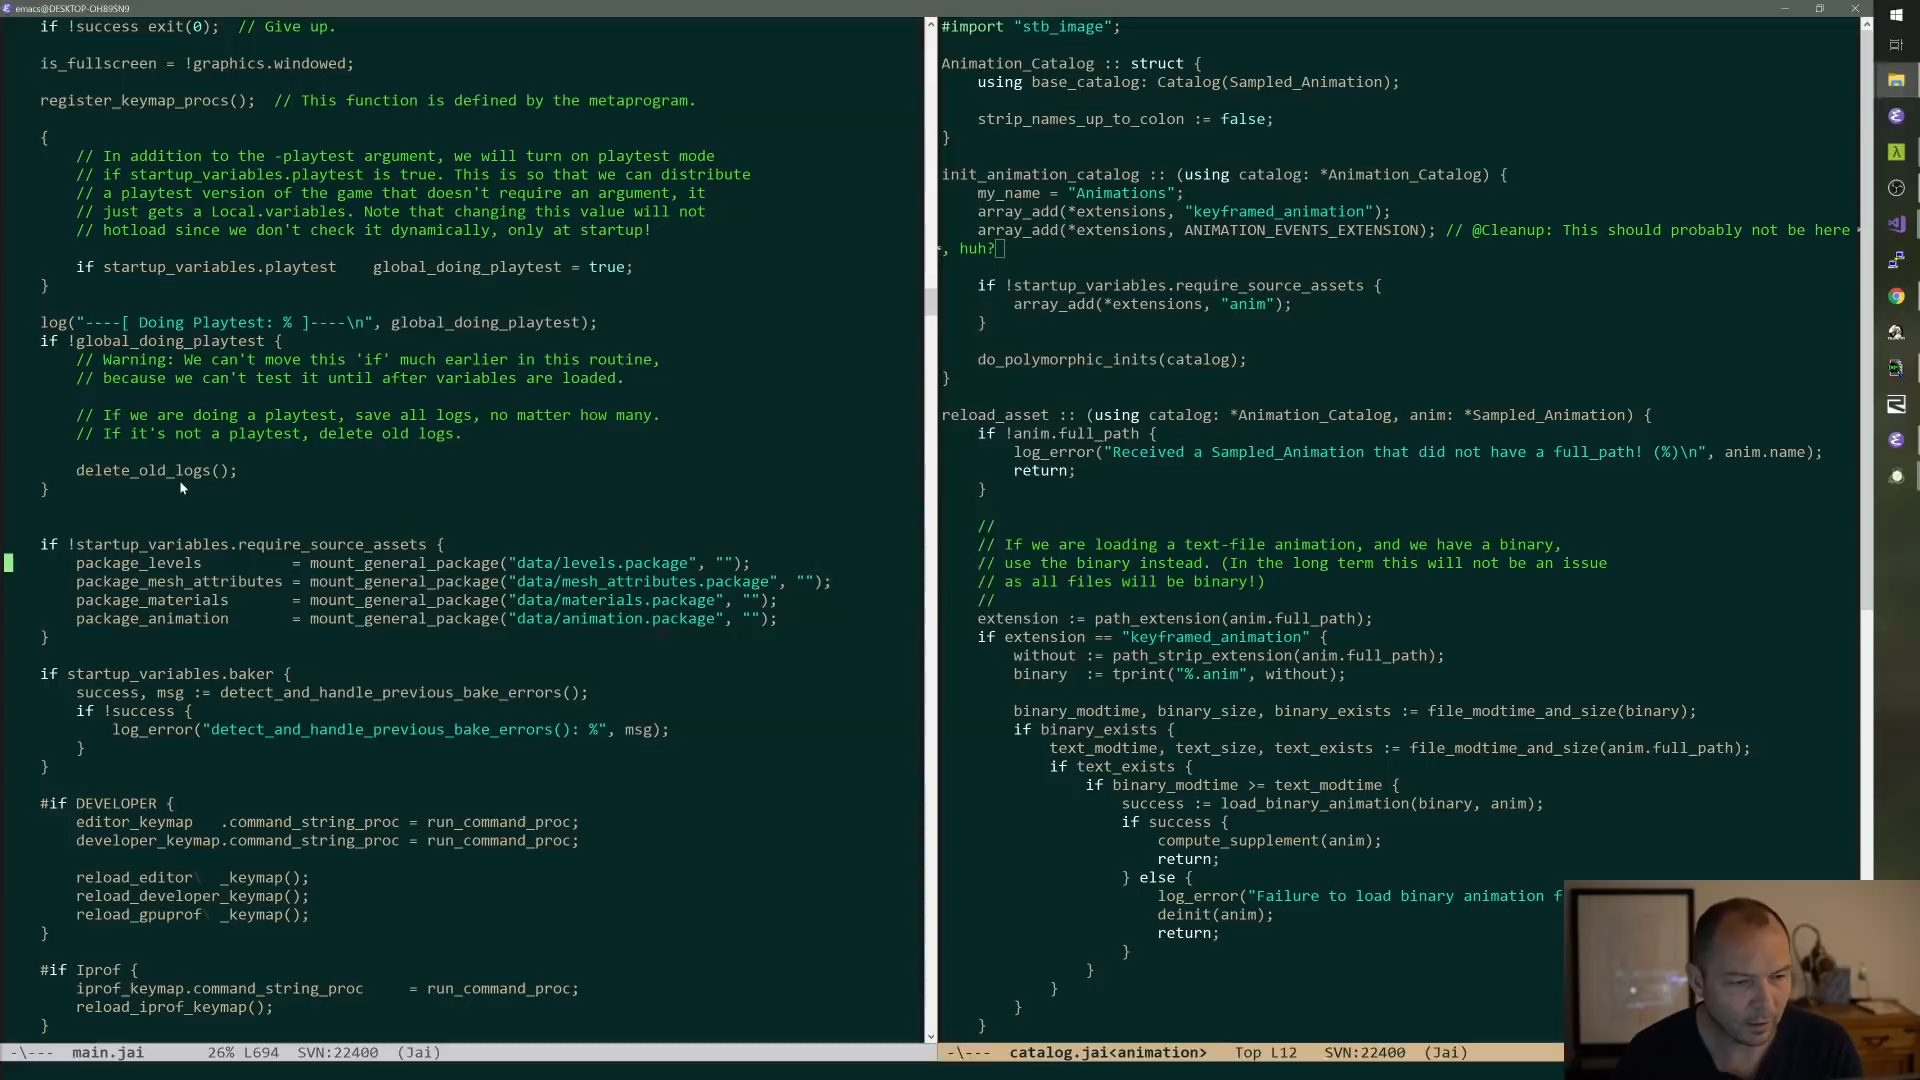 emacs@DESKTOP-OH89SN9
if !success exit(0);  // Give up.
is_fullscreen = !graphics.windowed;
register_keymap_procs();  // This function is defined by the metaprogram.
{
// In addition to the -playtest argument, we will turn on playtest mode
// if startup_variables.playtest is true. This is so that we can distribute
// a playtest version of the game that doesn't require an argument, it
// just gets a Local.variables. Note that changing this value will not
// hotload since we don't check it dynamically, only at startup!
if startup_variables.playtest    global_doing_playtest = true;
}
log("----[ Doing Playtest: % ]----\n", global_doing_playtest);
if !global_doing_playtest {
// Warning: We can't move this 'if' much earlier in this routine,
// because we can't test it until after variables are loaded.
// If we are doing a playtest, save all logs, no matter how many.
// If it's not a playtest, delete old logs.
delete_old_logs();
}
if !startup_variables.require_source_assets {
package_levels          = mount_general_package("data/levels.package", "");
package_mesh_attributes = mount_general_package("data/mesh_attributes.package", "");
package_materials       = mount_general_package("data/materials.package", "");
package_animation       = mount_general_package("data/animation.package", "");
}
if startup_variables.baker {
success, msg := detect_and_handle_previous_bake_errors();
if !success {
log_error("detect_and_handle_previous_bake_errors(): %", msg);
}
}
#if DEVELOPER {
editor_keymap   .command_string_proc = run_command_proc;
developer_keymap.command_string_proc = run_command_proc;
reload_editor\  _keymap();
reload_developer_keymap();
reload_gpuprof\ _keymap();
}
#if Iprof {
iprof_keymap.command_string_proc     = run_command_proc;
reload_iprof_keymap();
}
-\---  main.jai       26% L694  SVN:22400  (Jai)
#import "stb_image";
Animation_Catalog :: struct {
using base_catalog: Catalog(Sampled_Animation);
strip_names_up_to_colon := false;
}
init_animation_catalog :: (using catalog: *Animation_Catalog) {
my_name = "Animations";
array_add(*extensions, "keyframed_animation");
array_add(*extensions, ANIMATION_EVENTS_EXTENSION); // @Cleanup: This should probably not be here
, huh?
if !startup_variables.require_source_assets {
array_add(*extensions, "anim");
}
do_polymorphic_inits(catalog);
}
reload_asset :: (using catalog: *Animation_Catalog, anim: *Sampled_Animation) {
if !anim.full_path {
log_error("Received a Sampled_Animation that did not have a full_path! (%)\n", anim.name);
return;
}
//
// If we are loading a text-file animation, and we have a binary,
// use the binary instead. (In the long term this will not be an issue
// as all files will be binary!)
//
extension := path_extension(anim.full_path);
if extension == "keyframed_animation" {
without := path_strip_extension(anim.full_path);
binary  := tprint("%.anim", without);
binary_modtime, binary_size, binary_exists := file_modtime_and_size(binary);
if binary_exists {
text_modtime, text_size, text_exists := file_modtime_and_size(anim.full_path);
if text_exists {
if binary_modtime >= text_modtime {
success := load_binary_animation(binary, anim);
if success {
compute_supplement(anim);
return;
} else {
log_error("Failure to load binary animation f
deinit(anim);
return;
}
}
}
}
}
-\---  catalog.jai<animation>   Top L12   SVN:22400  (Jai)